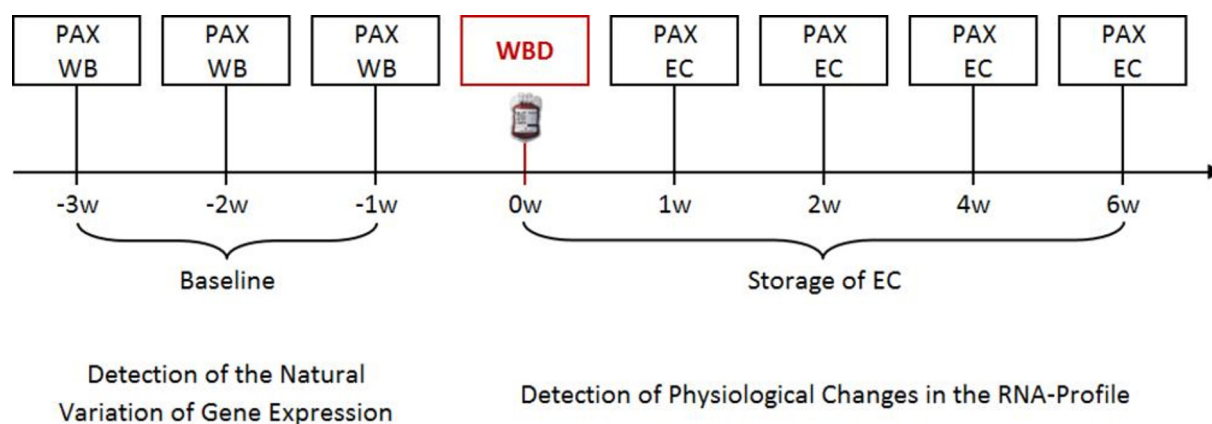 PAX
WB
PAX
WB
PAX
WB
WBD
PAX
EC
PAX
EC
PAX
EC
PAX
EC
-3w
-2w
-1w
0w
1w
2w
4w
6w
Baseline
Storage of EC
Detection of the Natural
Variation of Gene Expression
Detection of Physiological Changes in the RNA-Profile